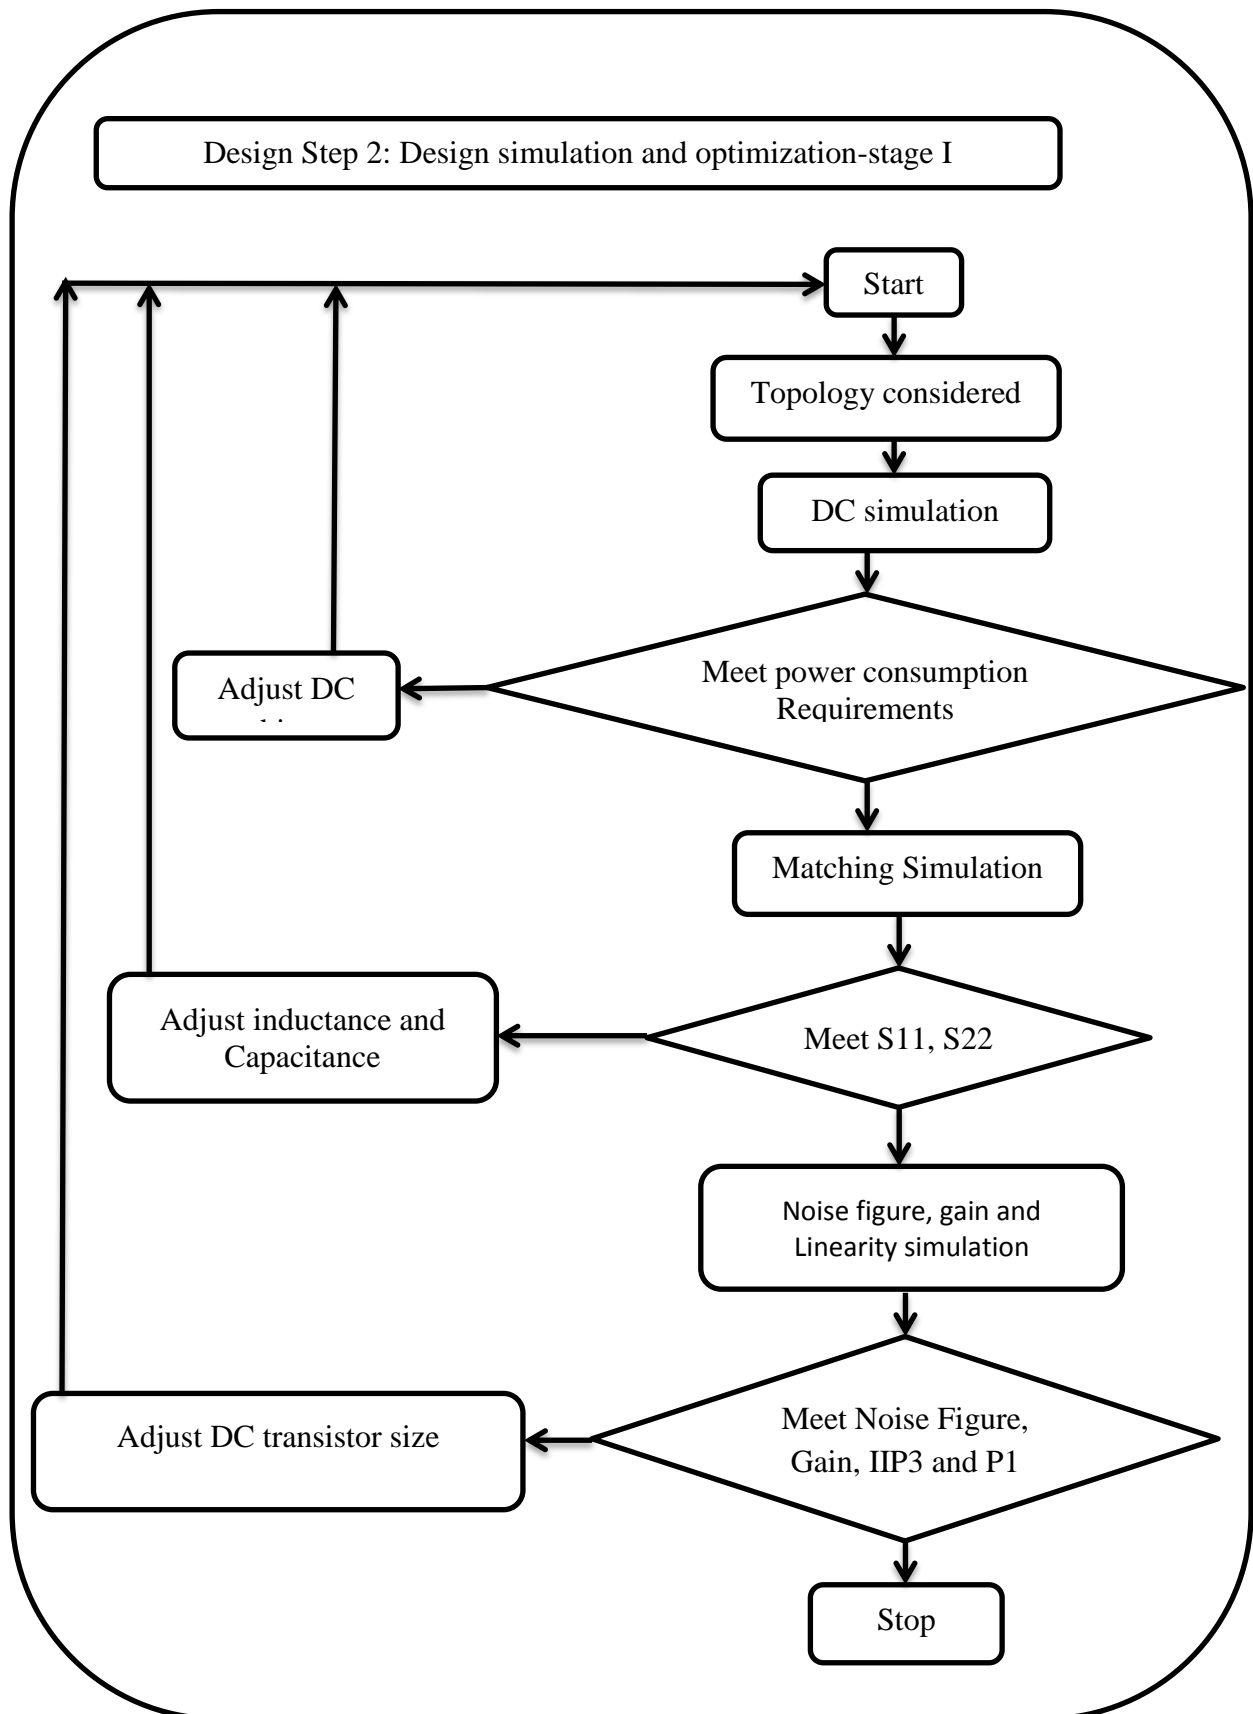 Design Step 2: Design simulation and optimization-stage I
Start
Topology considered
DC simulation
Meet power consumption
Requirements
Adjust DC
Matching Simulation
Adjust inductance and
Capacitance
Meet S11, S22
Noise figure, gain and
Linearity simulation
Meet Noise Figure,
Gain, IIP3 and P1
Adjust DC transistor size
Stop